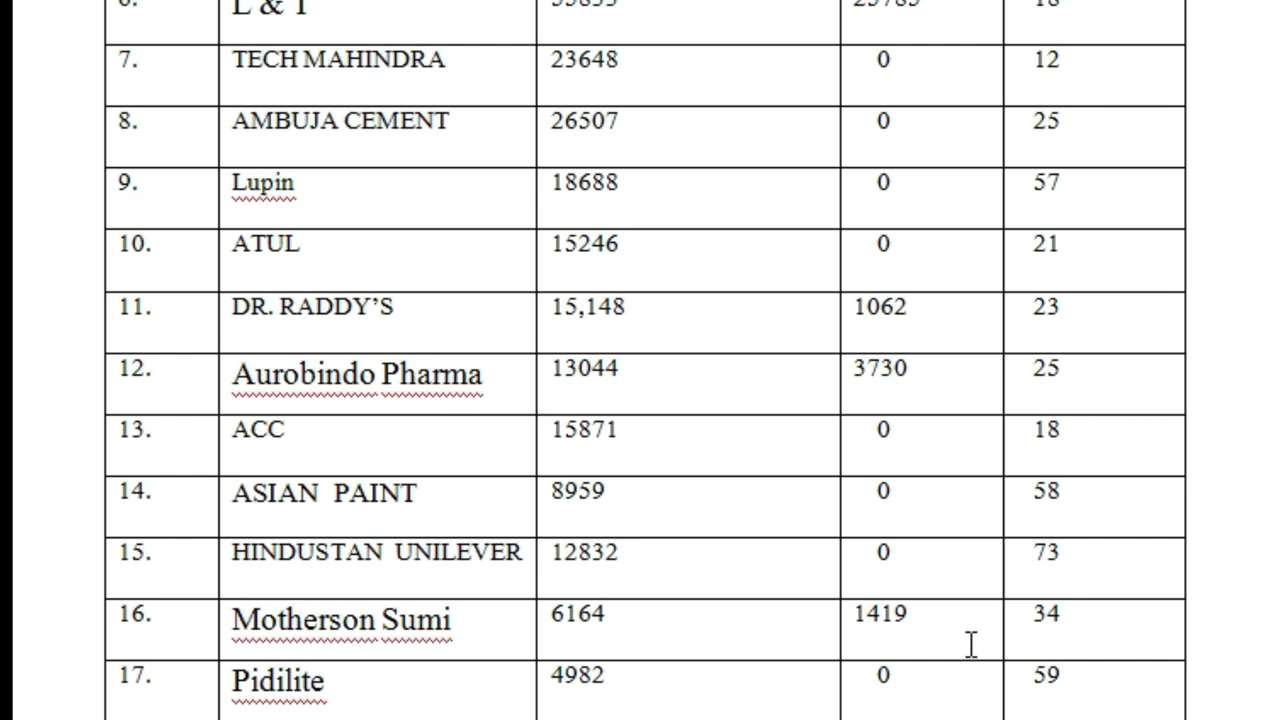 L & T 18
7. TECH MAHINDRA 23648 0 12
8. AMBUJA CEMENT 26507 0 25
9. Lupin 18688 0 57
10. ATUL 15246 0 21
11. DR. RADDY’S 15,148 1062 23
12. Aurobindo Pharma 13044 3730 25
13. ACC 15871 0 18
14. ASIAN PAINT 8959 0 58
15. HINDUSTAN UNILEVER 12832 0 73
16. Motherson Sumi 6164 1419 34
17. Pidilite 4982 0 59